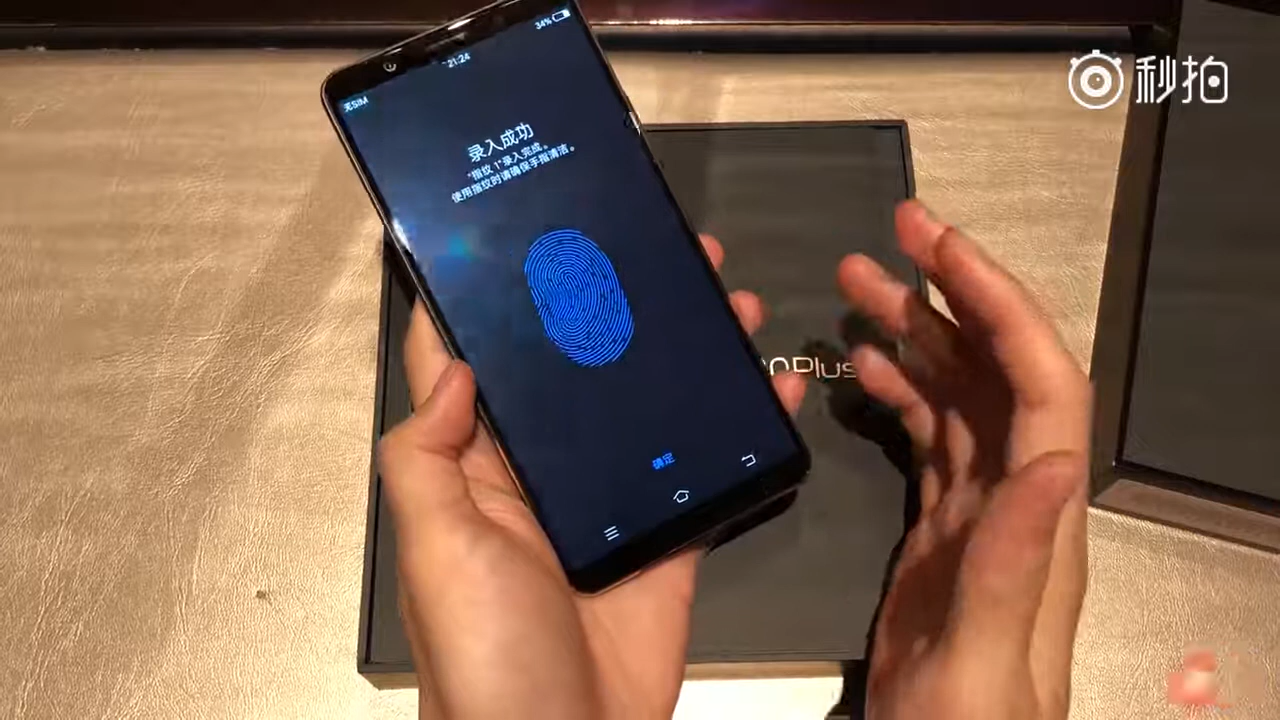 34%
21:24
无SIM
录入成功
"指纹 1"录入完成。
使用指纹时请确保手指清洁。
确定
Plus
秒拍